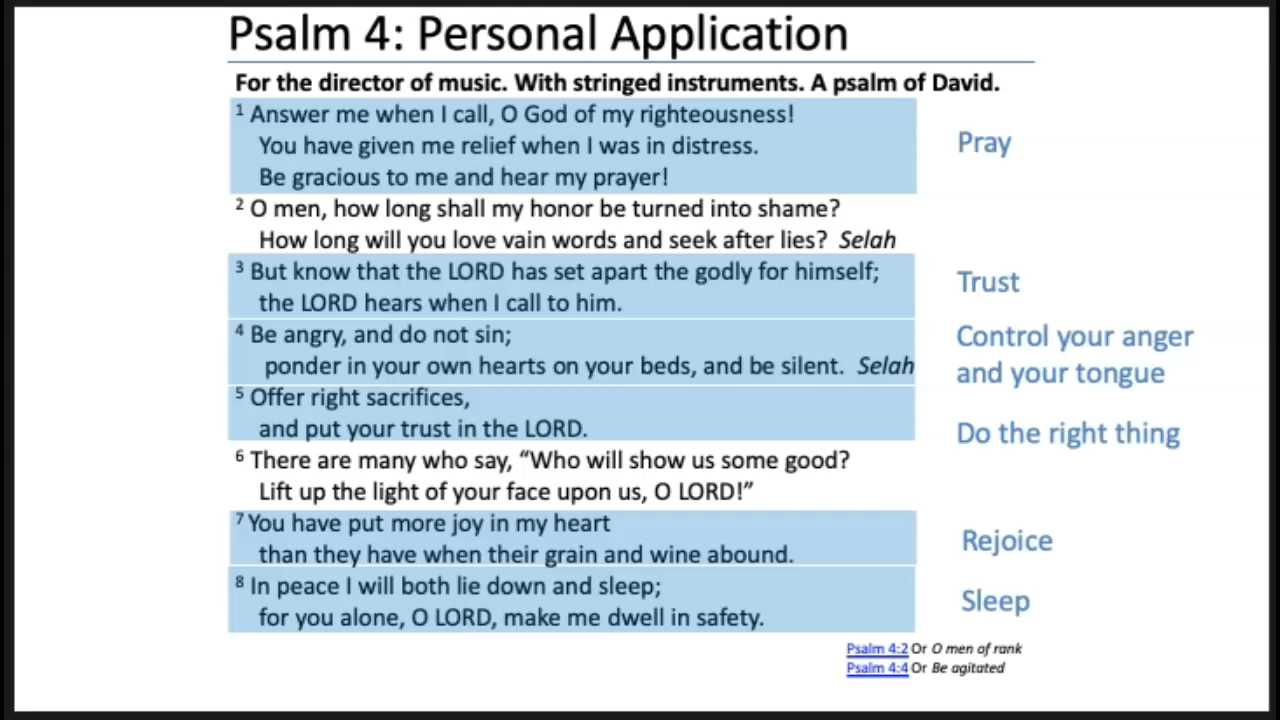 Psalm 4: Personal Application
For the director of music. With stringed instruments. A psalm of David.
1 Answer me when I call, O God of my righteousness!
You have given me relief when I was in distress.
Be gracious to me and hear my prayer!
Pray
2 O men, how long shall my honor be turned into shame?
How long will you love vain words and seek after lies? Selah
3 But know that the LORD has set apart the godly for himself;
the LORD hears when I call to him.
Trust
4 Be angry, and do not sin;
ponder in your own hearts on your beds, and be silent. Selah
Control your anger
and your tongue
5 Offer right sacrifices,
and put your trust in the LORD.
Do the right thing
6 There are many who say, “Who will show us some good?
Lift up the light of your face upon us, O LORD!”
7 You have put more joy in my heart
than they have when their grain and wine abound.
Rejoice
8 In peace I will both lie down and sleep;
for you alone, O LORD, make me dwell in safety.
Sleep
Psalm 4:2 Or O men of rank
Psalm 4:4 Or Be agitated